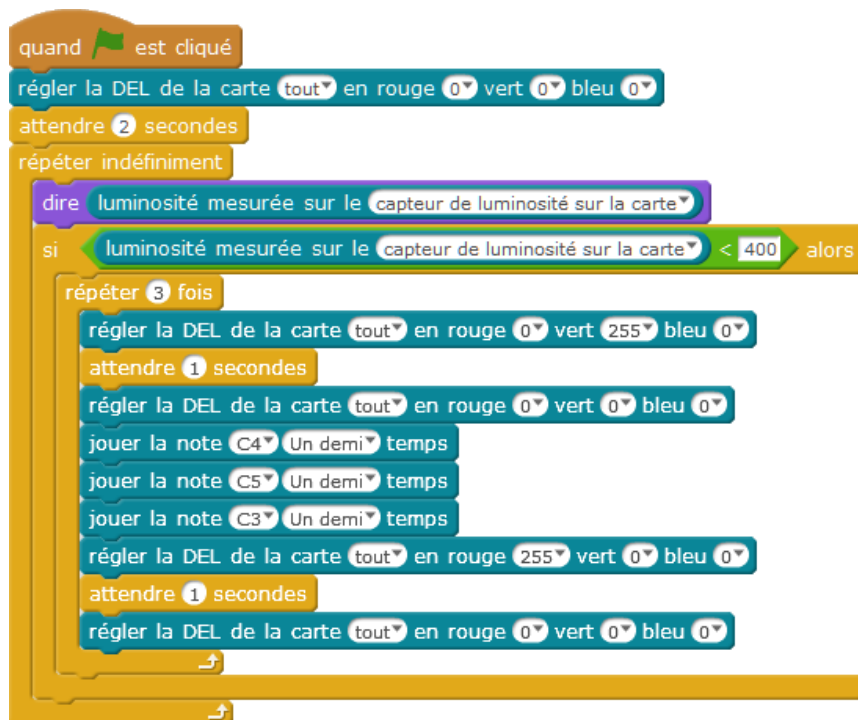 quand est cliqué
régler la DEL de la carte tout en rouge 0 vert 0 bleu 0
attendre 2 secondes
répéter indéfiniment
dire luminosité mesurée sur le capteur de luminosité sur la carte
si luminosité mesurée sur le capteur de luminosité sur la carte < 400 alors
répéter 3 fois
régler la DEL de la carte tout en rouge 0 vert 255 bleu 0
attendre 1 secondes
régler la DEL de la carte tout en rouge 0 vert 0 bleu 0
jouer la note C4 Un demi temps
jouer la note C5 Un demi temps
jouer la note C3 Un demi temps
régler la DEL de la carte tout en rouge 255 vert 0 bleu 0
attendre 1 secondes
régler la DEL de la carte tout en rouge 0 vert 0 bleu 0